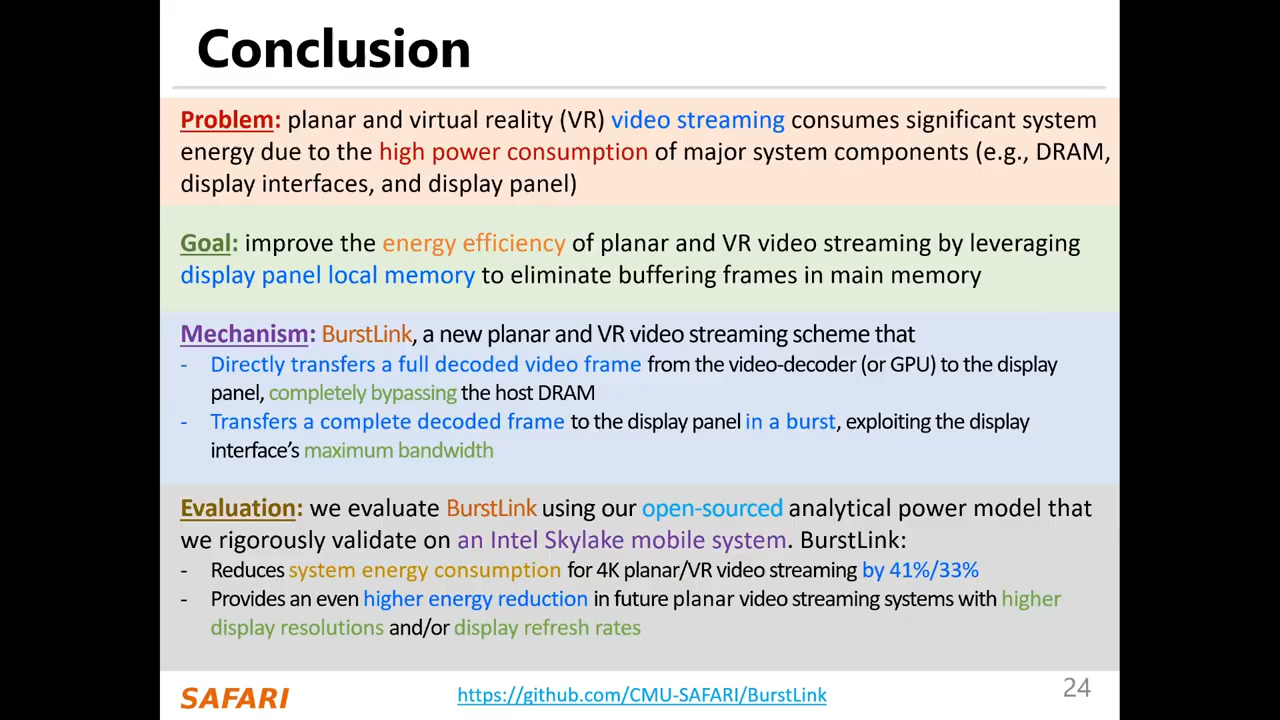 Conclusion
Problem: planar and virtual reality (VR) video streaming consumes significant system
energy due to the high power consumption of major system components (e.g., DRAM,
display interfaces, and display panel)
Goal: improve the energy efficiency of planar and VR video streaming by leveraging
display panel local memory to eliminate buffering frames in main memory
Mechanism: BurstLink, a new planar and VR video streaming scheme that
- Directly transfers a full decoded video frame from the video-decoder (or GPU) to the display
panel, completely bypassing the host DRAM
- Transfers a complete decoded frame to the display panel in a burst, exploiting the display
interface’s maximum bandwidth
Evaluation: we evaluate BurstLink using our open-sourced analytical power model that
we rigorously validate on an Intel Skylake mobile system. BurstLink:
- Reduces system energy consumption for 4K planar/VR video streaming by 41%/33%
- Provides an even higher energy reduction in future planar video streaming systems with higher
display resolutions and/or display refresh rates
SAFARI
https://github.com/CMU-SAFARI/BurstLink
24